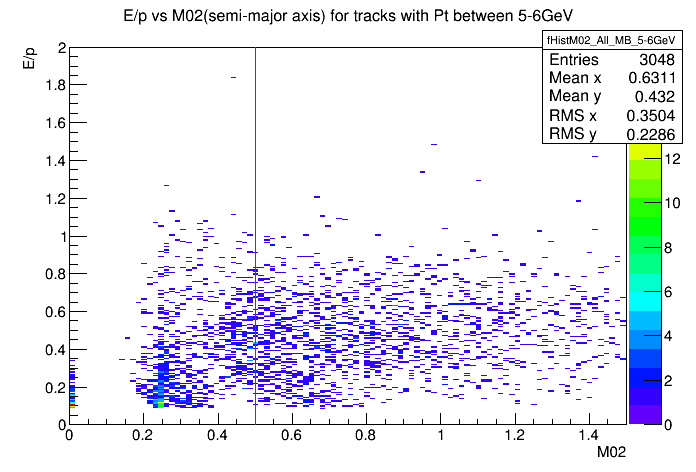 E/p vs M02(semi-major axis) for tracks with Pt between 5-6GeV
fHistM02_All_MB_5-6GeV
Entries 3048
Mean x 0.6311
Mean y 0.432
RMS x 0.3504
RMS y 0.2286
E/p
2
1.8
1.6
1.4
1.2
1
0.8
0.6
0.4
0.2
0
0 0.2 0.4 0.6 0.8 1 1.2 1.4
M02
12
10
8
6
4
2
0